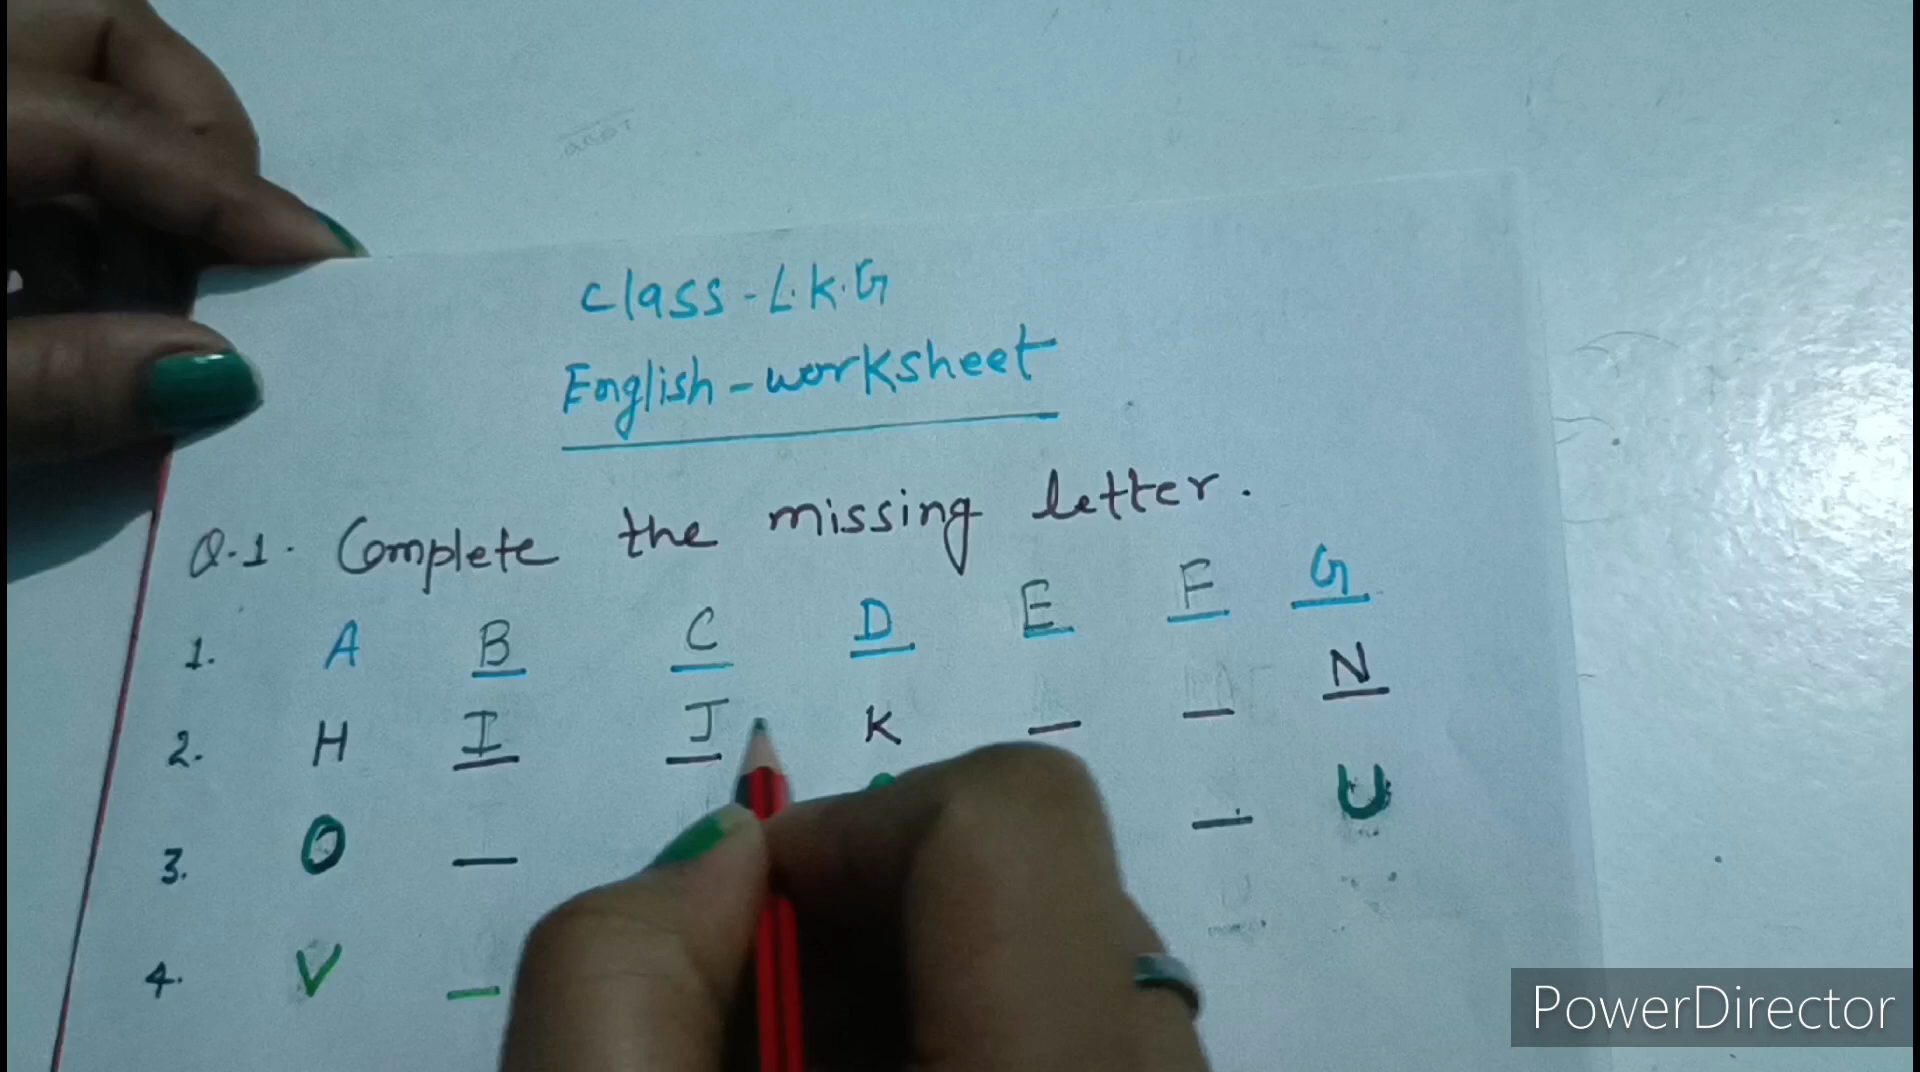 class-L.K.G
English-worksheet
Q.1. Complete the missing letter.
1. A B C D E F G
2. H I J K _ _ N
3. O _ _ U
4. V _
PowerDirector